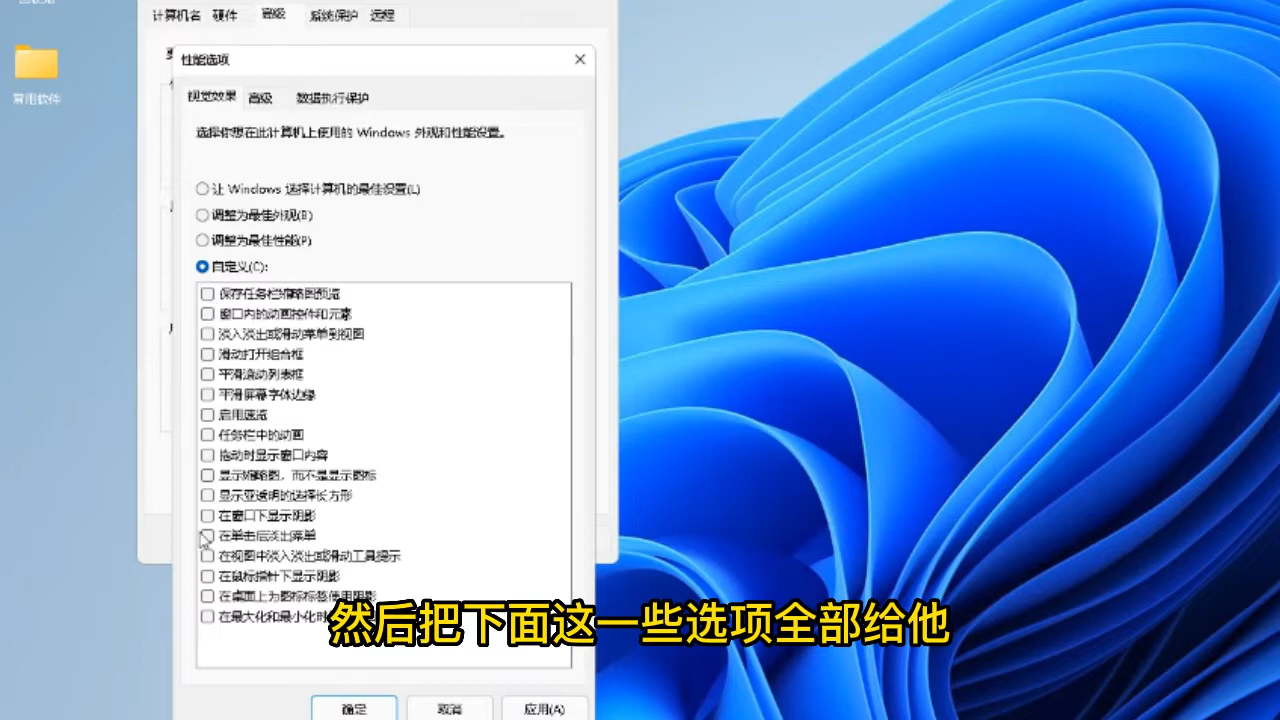 计算机名 硬件 高级 系统保护 远程
性能选项
常用软件
视觉效果 高级 数据执行保护
选择你想在此计算机上使用的 Windows 外观和性能设置。
让 Windows 选择计算机的最佳设置(L)
调整为最佳外观(B)
调整为最佳性能(P)
自定义(C):
保存任务栏缩略图预览
窗口内的动画控件和元素
淡入淡出或滑动菜单到视图
滑动打开组合框
平滑滚动列表框
平滑屏幕字体边缘
启用速览
任务栏中的动画
拖动时显示窗口内容
显示缩略图，而不是显示图标
显示亚透明的选择长方形
在窗口下显示阴影
在单击后淡出菜单
在视图中淡入淡出或滑动工具提示
在鼠标指针下显示阴影
在桌面上为图标标签使用阴影
在最大化和最小化时
然后把下面这一些选项全部给他
确定 取消 应用(A)